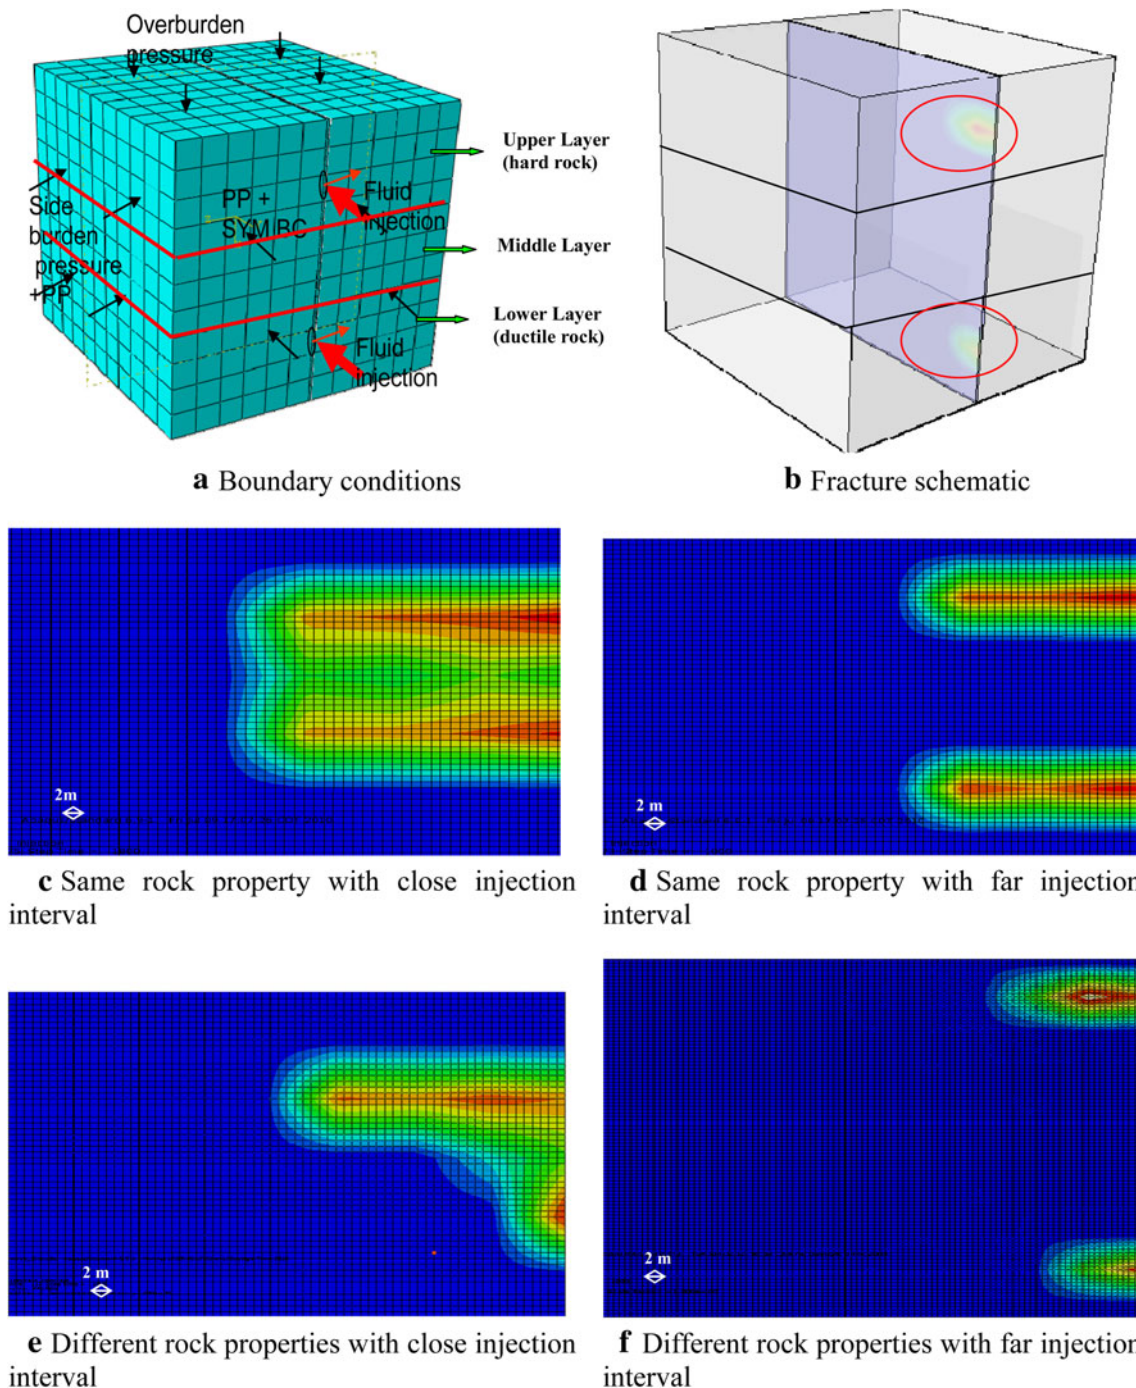 Overburden
pressure
Upper Layer
(hard rock)
PP +
SYM/BC
Fluid
injection
Side
burden
pressure
+PP
Middle Layer
Lower Layer
(ductile rock)
Fluid
injection
a Boundary conditions
b Fracture schematic
2m
2 m
c Same rock property with close injection
interval
d Same rock property with far injection
interval
2 m
2 m
e Different rock properties with close injection
interval
f Different rock properties with far injection
interval